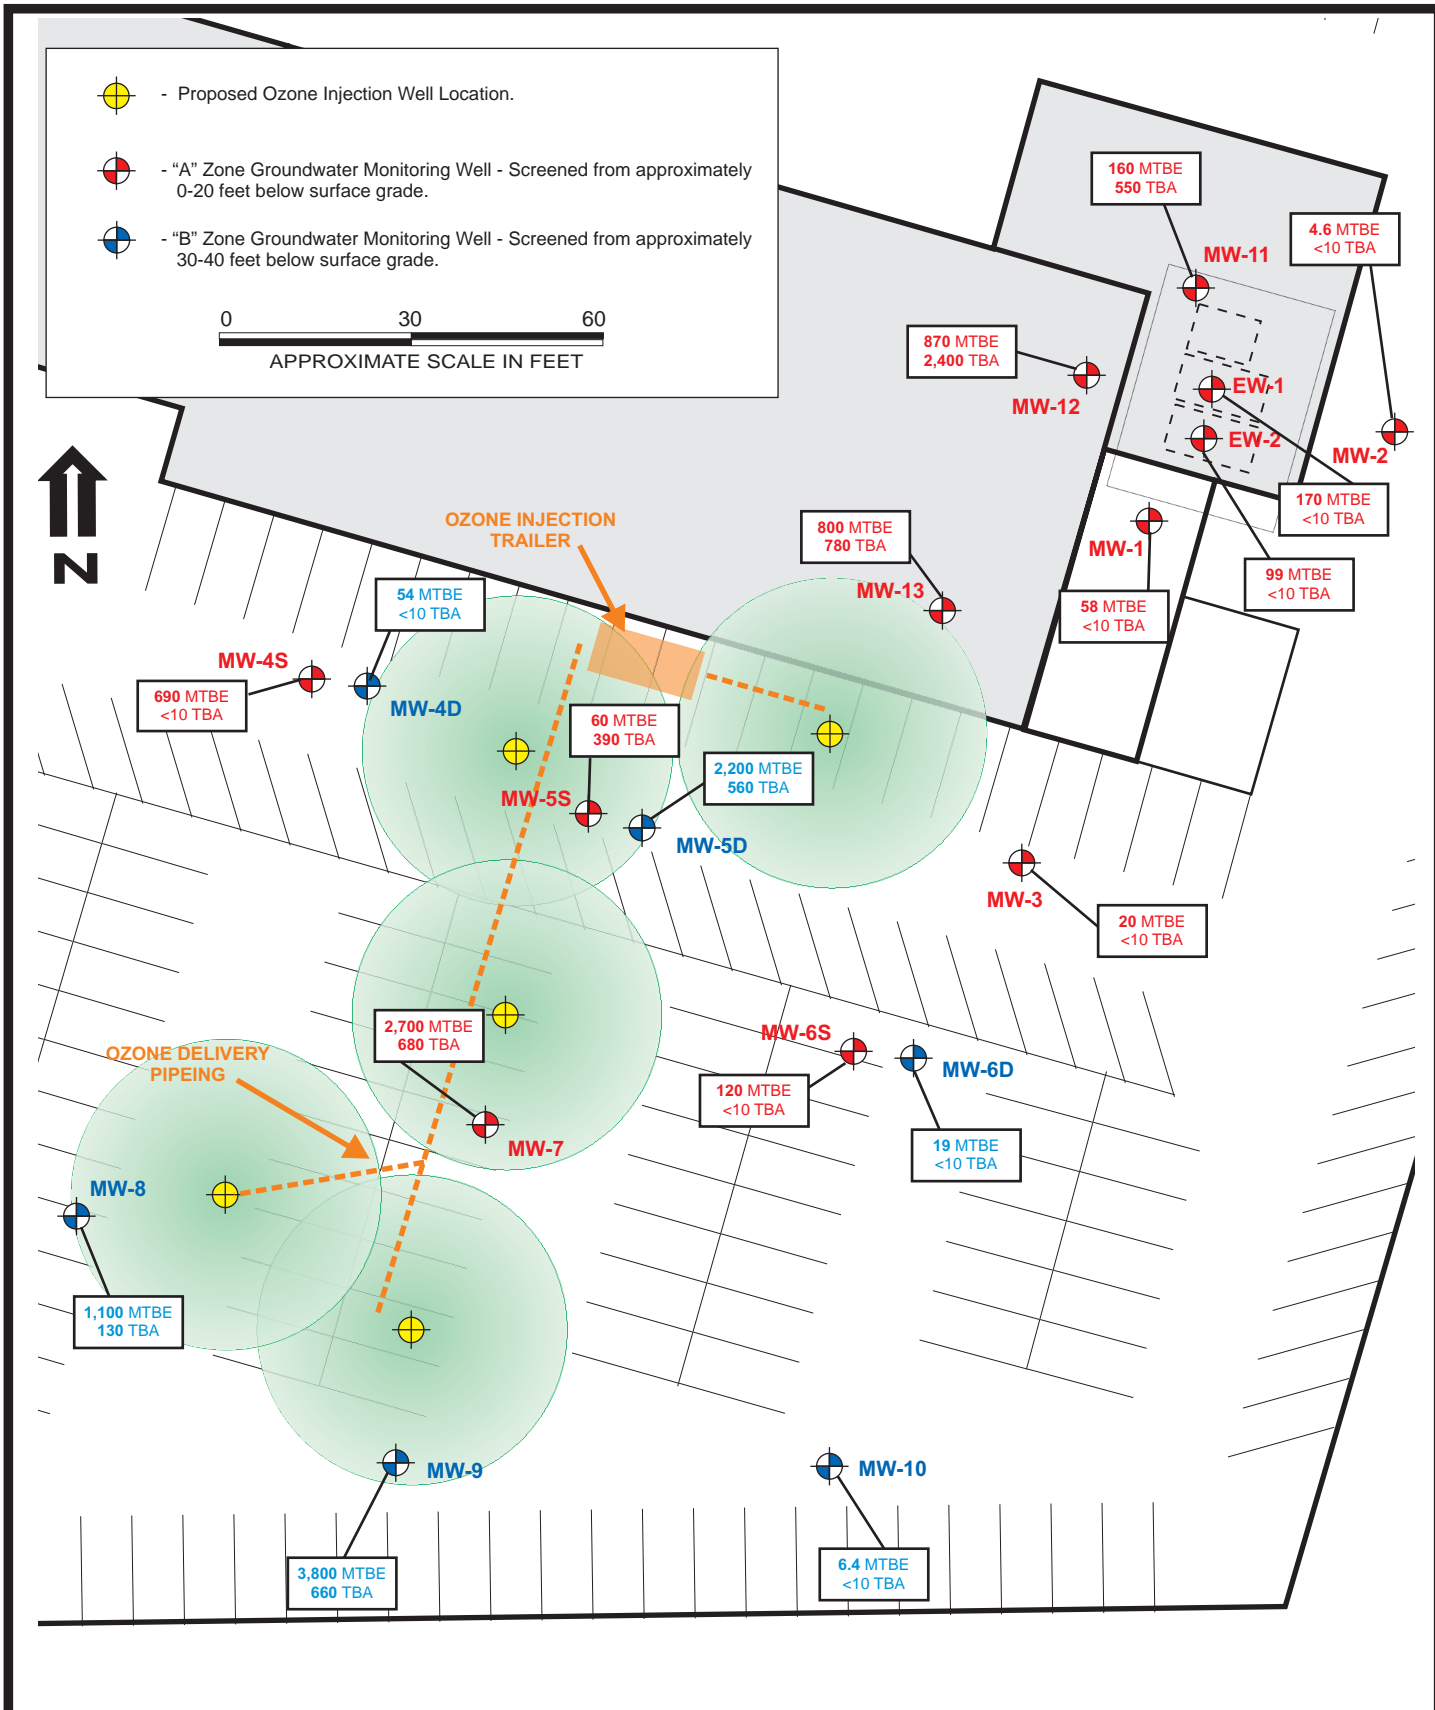 - Proposed Ozone Injection Well Location.
- “A” Zone Groundwater Monitoring Well - Screened from approximately
0-20 feet below surface grade.
- “B” Zone Groundwater Monitoring Well - Screened from approximately
30-40 feet below surface grade.
0 30 60
APPROXIMATE SCALE IN FEET
N
160 MTBE
550 TBA
MW-11
4.6 MTBE
<10 TBA
MW-2
870 MTBE
2,400 TBA
MW-12
EW-1
EW-2
170 MTBE
<10 TBA
99 MTBE
<10 TBA
MW-1
58 MTBE
<10 TBA
OZONE INJECTION
TRAILER
800 MTBE
780 TBA
MW-13
54 MTBE
<10 TBA
MW-4S
690 MTBE
<10 TBA
MW-4D
60 MTBE
390 TBA
MW-5S
2,200 MTBE
560 TBA
MW-5D
MW-3
20 MTBE
<10 TBA
2,700 MTBE
680 TBA
MW-7
MW-6S
120 MTBE
<10 TBA
MW-6D
19 MTBE
<10 TBA
OZONE DELIVERY
PIPEING
MW-8
1,100 MTBE
130 TBA
MW-9
3,800 MTBE
660 TBA
MW-10
6.4 MTBE
<10 TBA